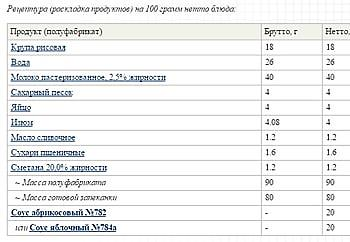 Рецептура (раскладка продуктов) на 100 грамм нетто блюда:
Продукт (полуфабрикат) Брутто, г Нетто,
Крупа рисовая 18 18
Вода 26 26
Молоко пастеризованное, 2,5% жирности 40 40
Сахарный песок 4 4
Яйцо 4 4
Изюм 4.08 4
Масло сливочное 1.2 1.2
Сухари пшеничные 1.6 1.6
Сметана 20,0% жирности 1.2 1.2
~ Масса полуфабриката 90 90
~ Масса готовой запеканки 80 80
Соус абрикосовый №782 - 20
или Соус яблочный №784а - 20